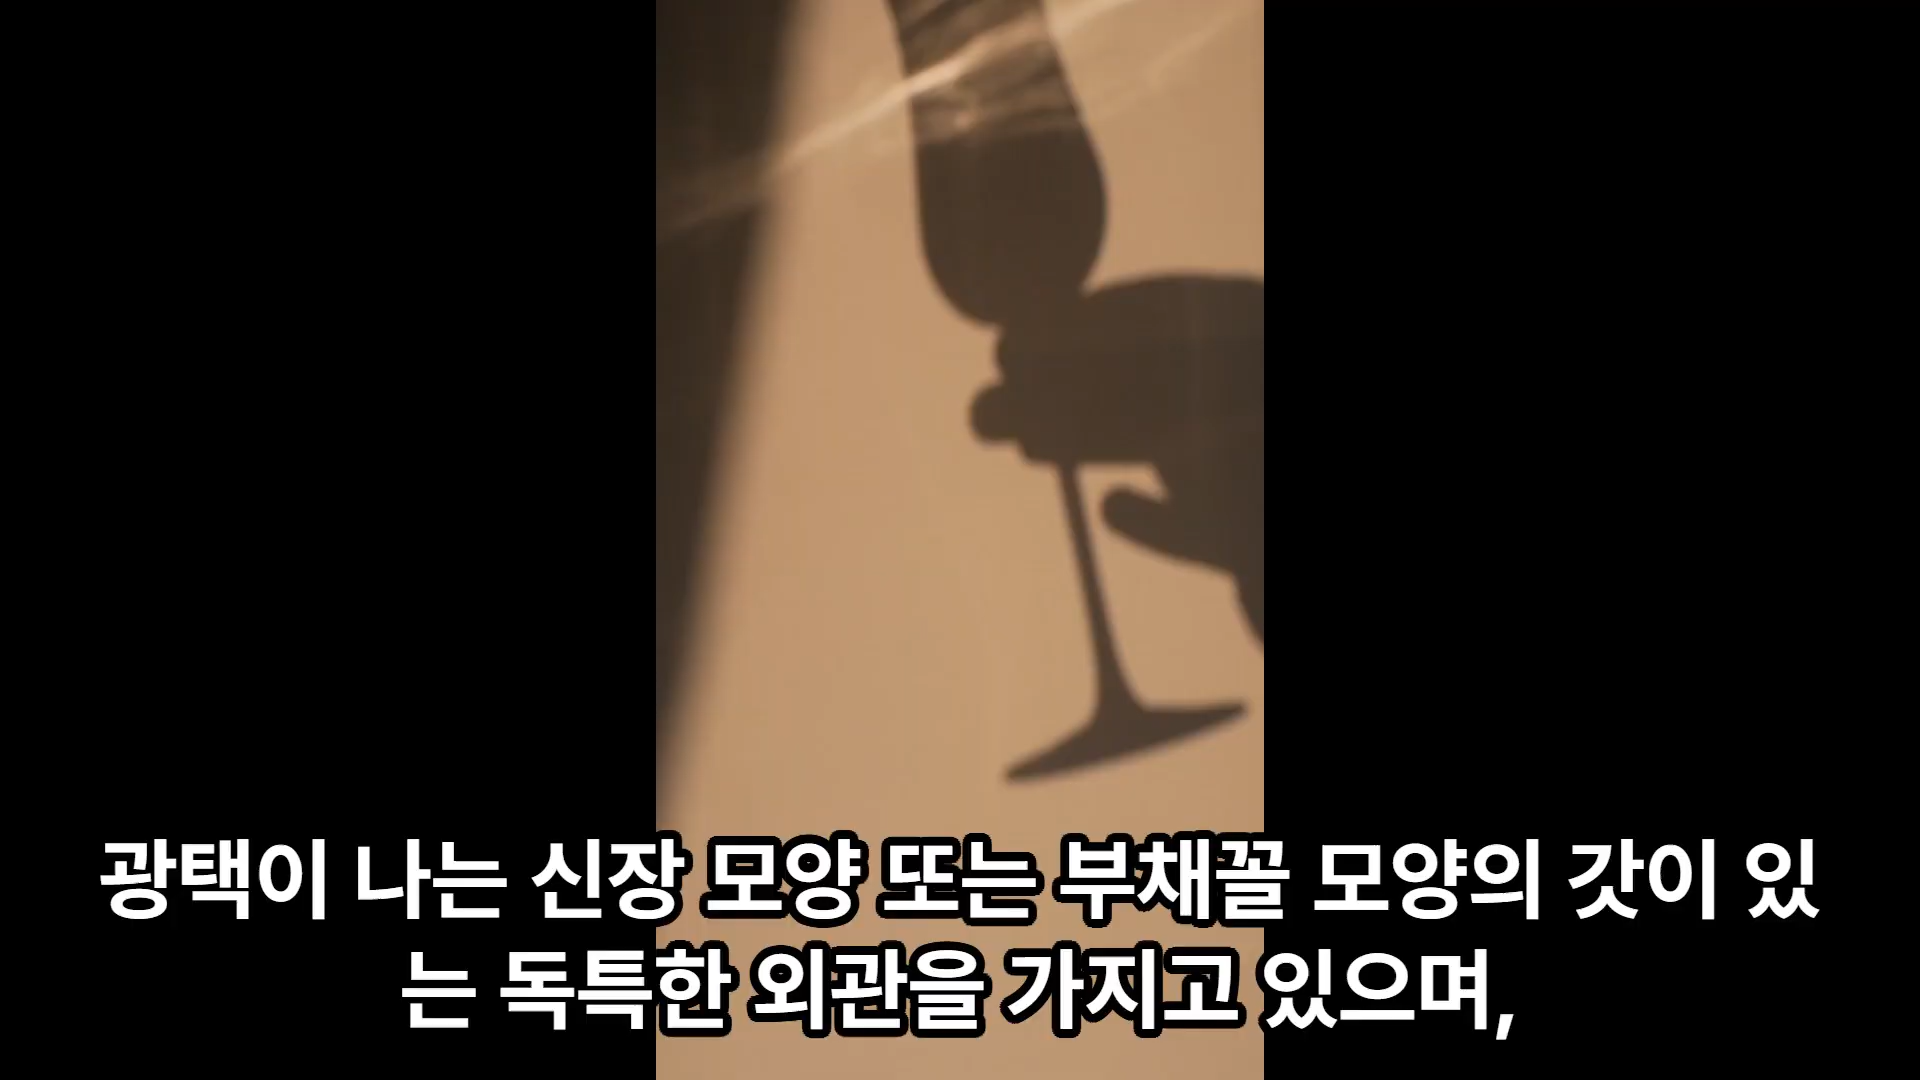 광택이 나는 신장 모양 또는 부채꼴 모양의 갓이 있
는 독특한 외관을 가지고 있으며,